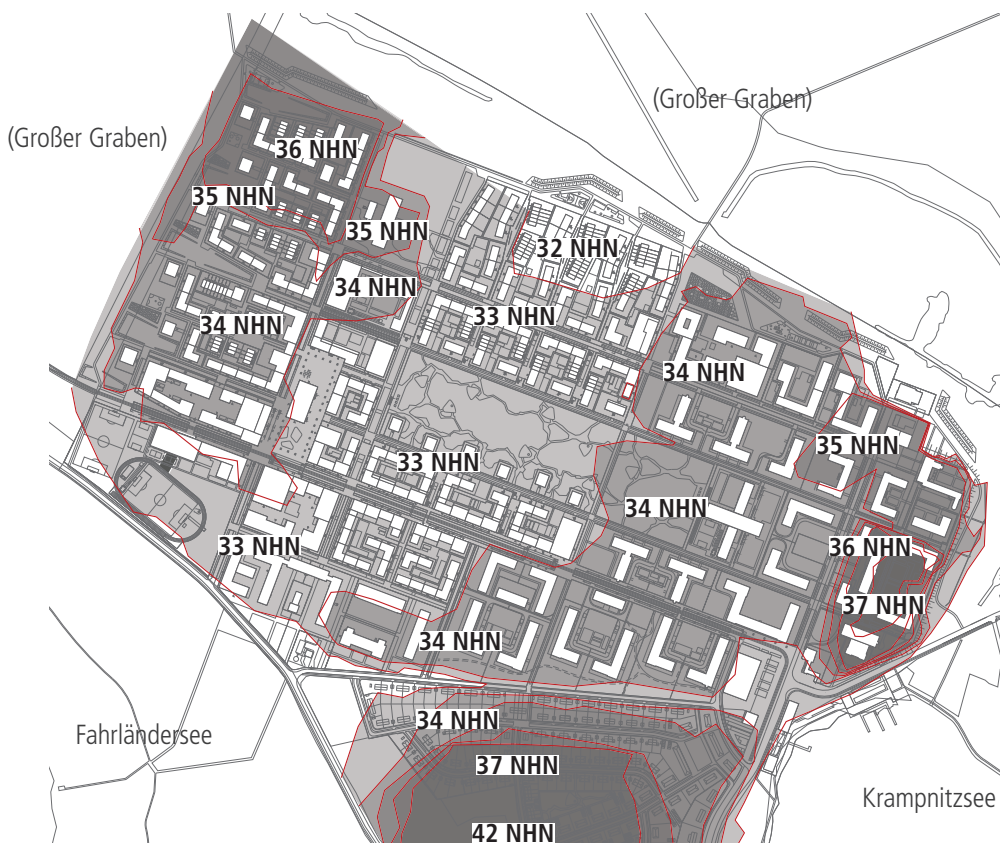 (Großer Graben)
(Großer Graben)
36 NHN
35 NHN
35 NHN
32 NHN
34 NHN
33 NHN
34 NHN
34 NHN
35 NHN
33 NHN
34 NHN
33 NHN
36 NHN
37 NHN
34 NHN
34 NHN
Fahrländersee
37 NHN
Krampnitzsee
42 NHN